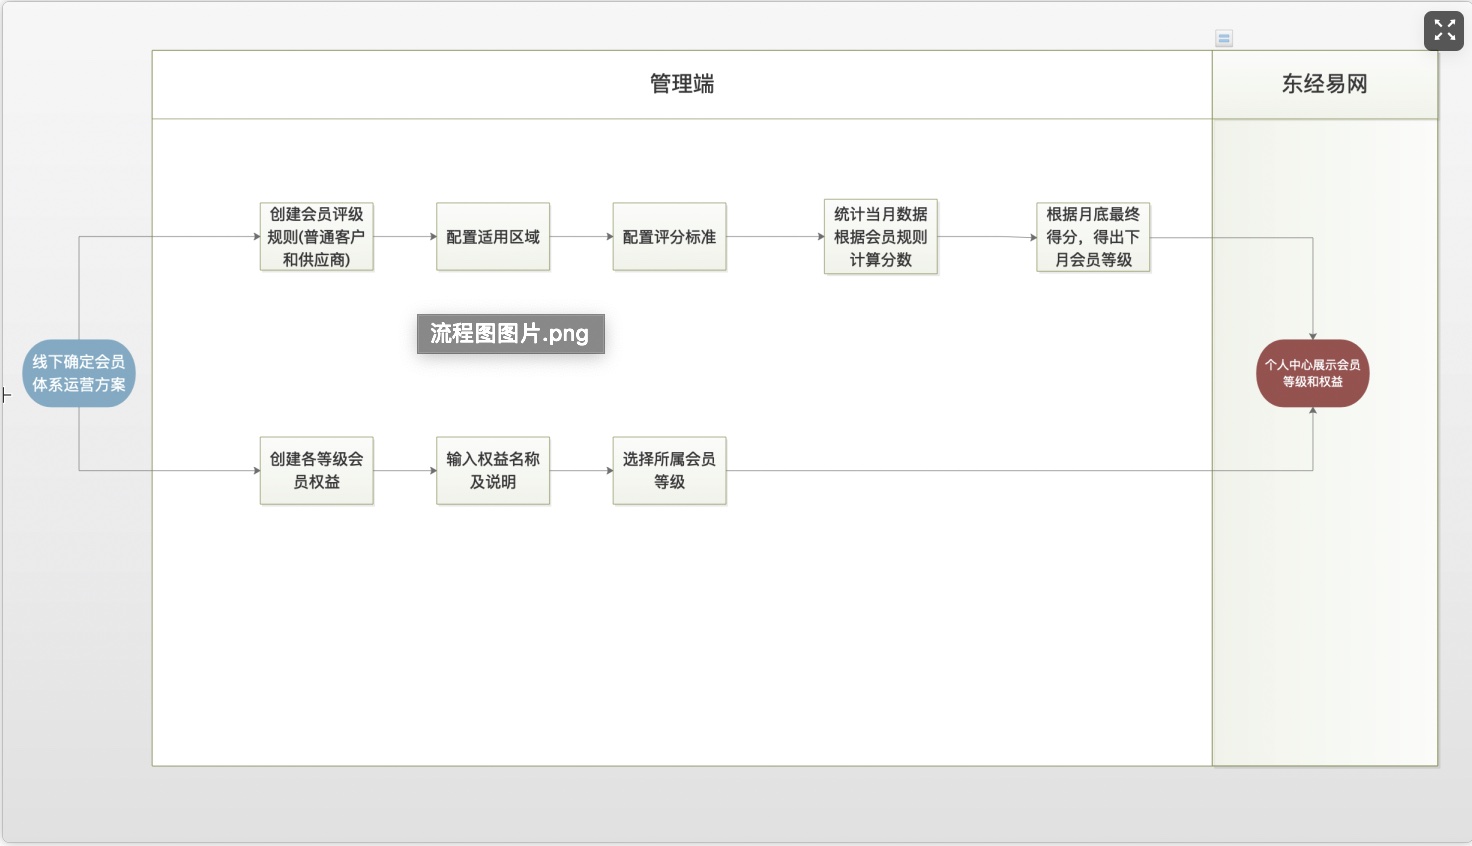 管理端
东经易网
创建会员评级
规则(普通客户
和供应商)
配置适用区域
配置评分标准
统计当月数据
根据会员规则
计算分数
根据月底最终
得分，得出下
月会员等级
流程图图片.png
线下确定会员
体系运营方案
个人中心展示会员
等级和权益
创建各等级会
员权益
输入权益名称
及说明
选择所属会员
等级